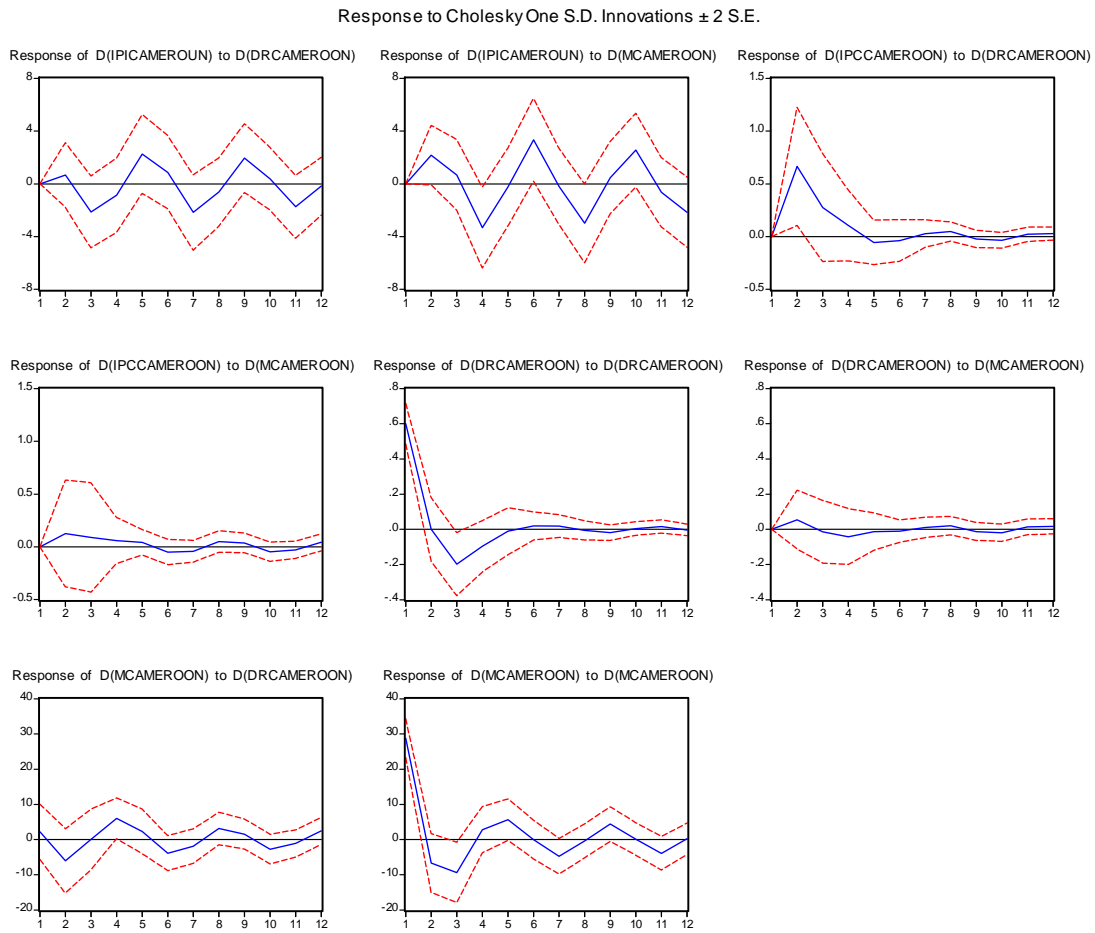 Response to Cholesky One S.D. Innovations ± 2 S.E.
Response of D(IPICAMEROUN) to D(DRCAMEROON)
8
4
0
-4
-8
1 2 3 4 5 6 7 8 9 10 11 12
Response of D(IPICAMEROUN) to D(MCAMEROON)
8
4
0
-4
-8
1 2 3 4 5 6 7 8 9 10 11 12
Response of D(IPCCAMEROON) to D(DRCAMEROON)
1.5
1.0
0.5
0.0
-0.5
1 2 3 4 5 6 7 8 9 10 11 12
Response of D(IPCCAMEROON) to D(MCAMEROON)
1.5
1.0
0.5
0.0
-0.5
1 2 3 4 5 6 7 8 9 10 11 12
Response of D(DRCAMEROON) to D(DRCAMEROON)
.8
.6
.4
.2
.0
-.2
-.4
1 2 3 4 5 6 7 8 9 10 11 12
Response of D(DRCAMEROON) to D(MCAMEROON)
.8
.6
.4
.2
.0
-.2
-.4
1 2 3 4 5 6 7 8 9 10 11 12
Response of D(MCAMEROON) to D(DRCAMEROON)
40
30
20
10
0
-10
-20
1 2 3 4 5 6 7 8 9 10 11 12
Response of D(MCAMEROON) to D(MCAMEROON)
40
30
20
10
0
-10
-20
1 2 3 4 5 6 7 8 9 10 11 12